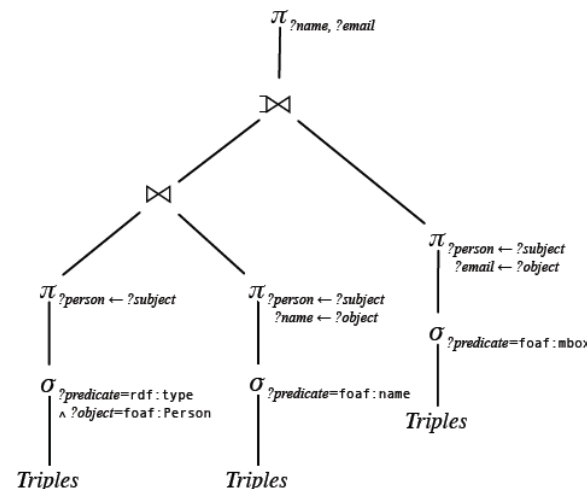 π ?name, ?email
⟕
⋈
π ?person ← ?subject
?email ← ?object
π ?person ← ?subject
π ?person ← ?subject
?name ← ?object
σ ?predicate=foaf:mbox
σ ?predicate=rdf:type
∧ ?object=foaf:Person
σ ?predicate=foaf:name
Triples
Triples
Triples